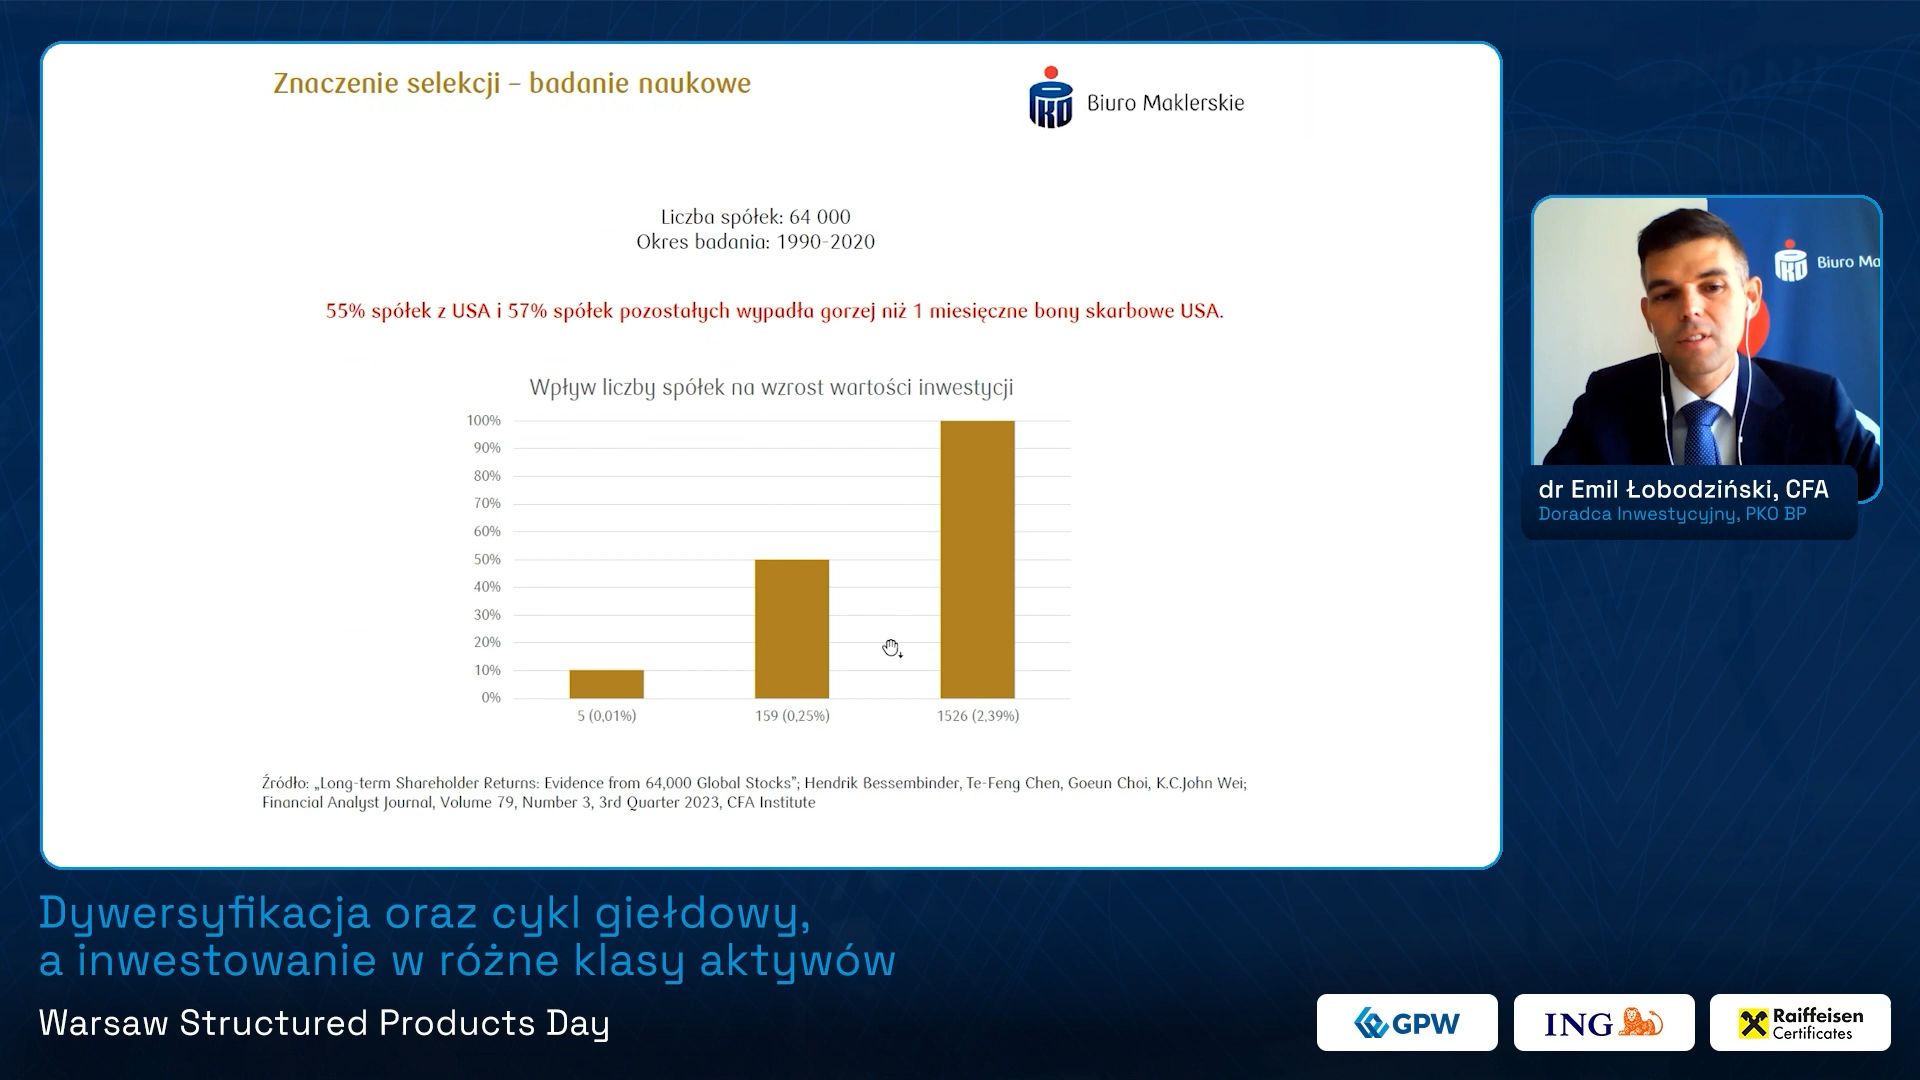 Znaczenie selekcji – badanie naukowe
Biuro Maklerskie
Liczba spółek: 64 000
Okres badania: 1990-2020
55% spółek z USA i 57% spółek pozostałych wypadła gorzej niż 1 miesięczne bony skarbowe USA.
Wpływ liczby spółek na wzrost wartości inwestycji
100%
90%
80%
70%
60%
50%
40%
30%
20%
10%
0%
5 (0,01%)
159 (0,25%)
1526 (2,39%)
Źródło: „Long-term Shareholder Returns: Evidence from 64,000 Global Stocks”; Hendrik Bessembinder, Te-Feng Chen, Goeun Choi, K.C.John Wei;
Financial Analyst Journal, Volume 79, Number 3, 3rd Quarter 2023, CFA Institute
Biuro Ma
dr Emil Łobodziński, CFA
Doradca Inwestycyjny, PKO BP
Dywersyfikacja oraz cykl giełdowy,
a inwestowanie w różne klasy aktywów
Warsaw Structured Products Day
GPW
ING
Raiffeisen
Certificates